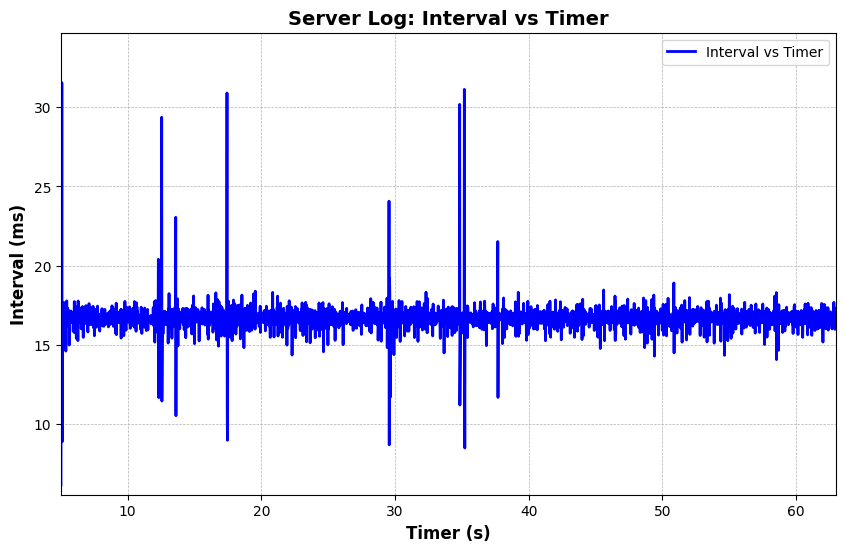 Server Log: Interval vs Timer
Interval vs Timer
30
25
20
15
10
Interval (ms)
10 20 30 40 50 60
Timer (s)